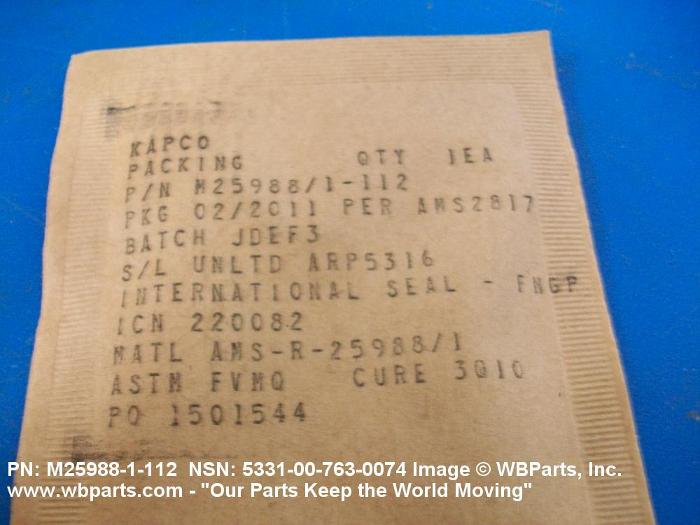 KAPCO
PACKING QTY 1EA
P/N M25988/1-112
PKG 02/2011 PER AMS2817
BATCH JDEF3
S/L UNLTD ARP5316
INTERNATIONAL SEAL - FNGP
ICN 220082
MATL AMS-R-25988/1
ASTM FVMQ CURE 3Q10
PO 1501544
PN: M25988-1-112 NSN: 5331-00-763-0074 Image © WBParts, Inc.
www.wbparts.com - "Our Parts Keep the World Moving"